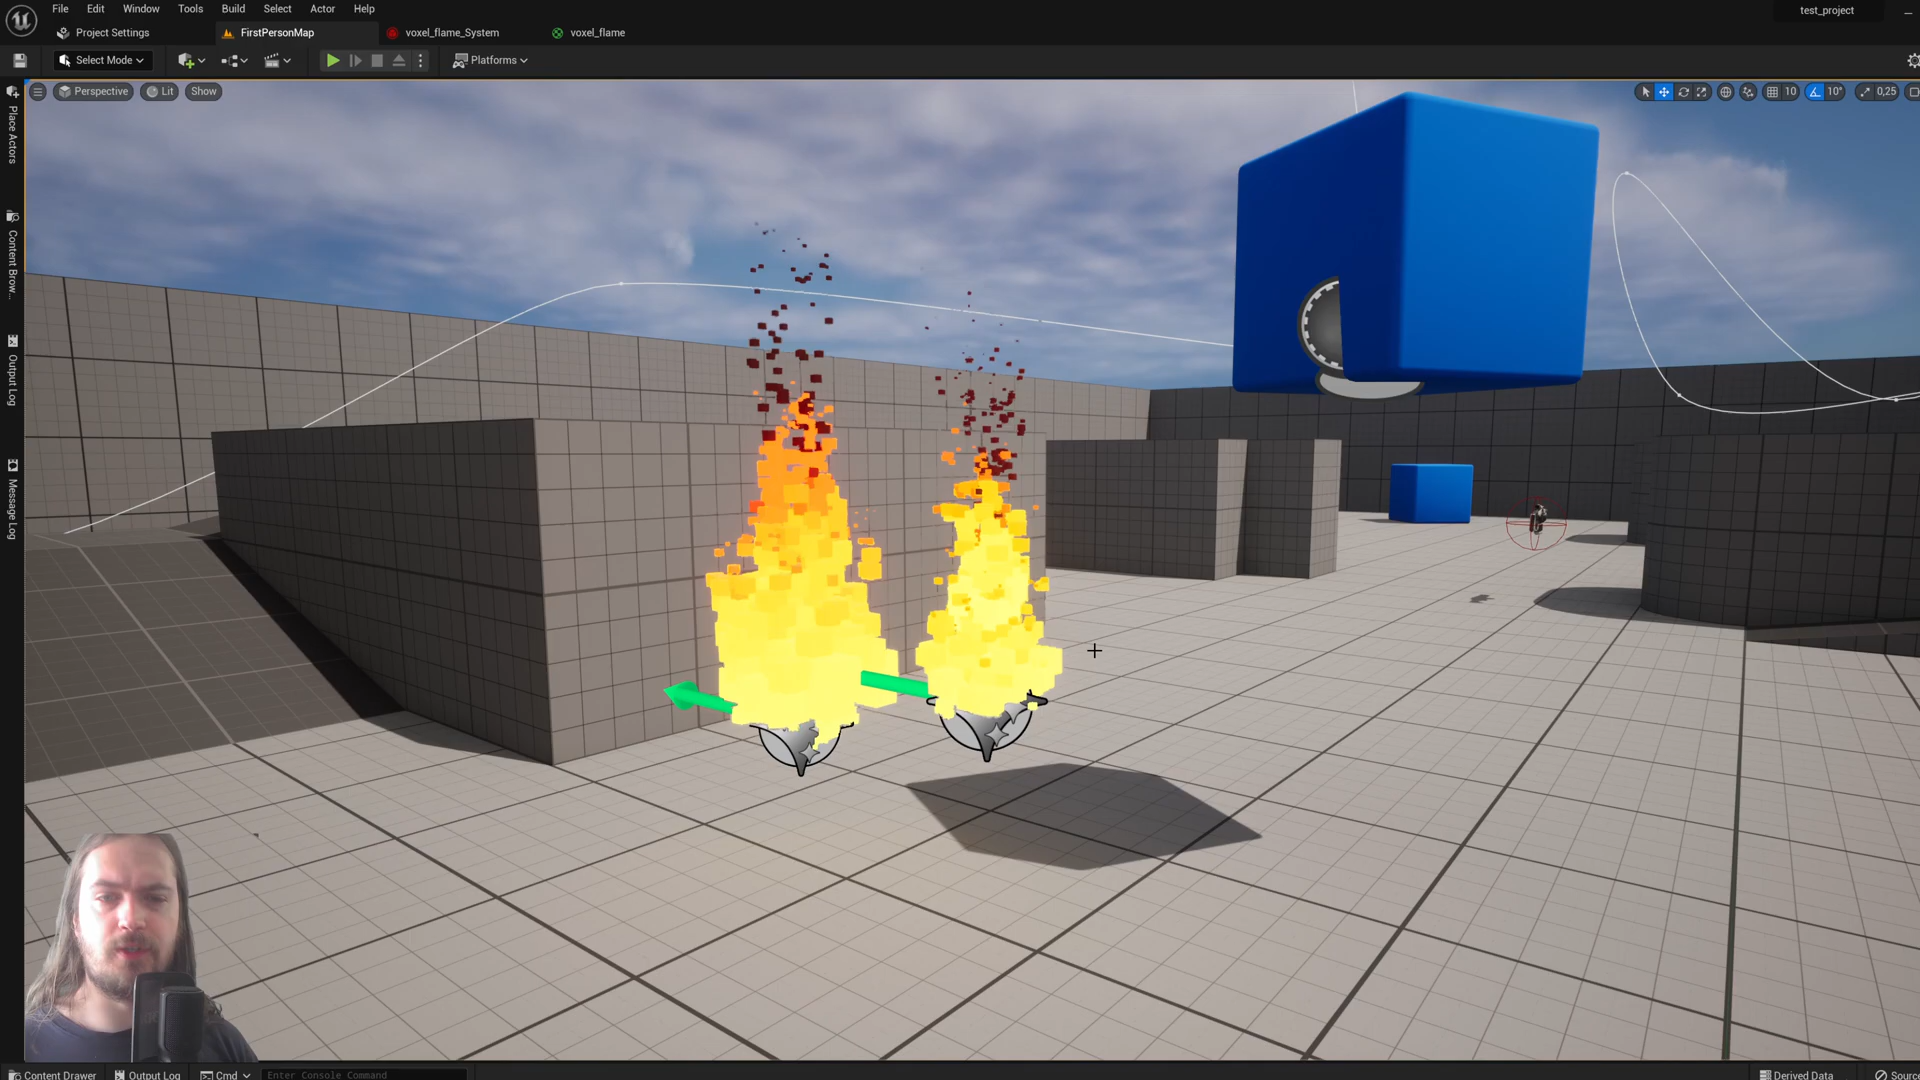 File Edit Window Tools Build Select Actor Help
test_project
Project Settings FirstPersonMap voxel_flame_System voxel_flame
Select Mode Platforms
Perspective Lit Show 10 10° 0,25
Place Actors
Content Brow...
Output Log
Message Log
Content Drawer Output Log Cmd Enter Console Command Derived Data Source